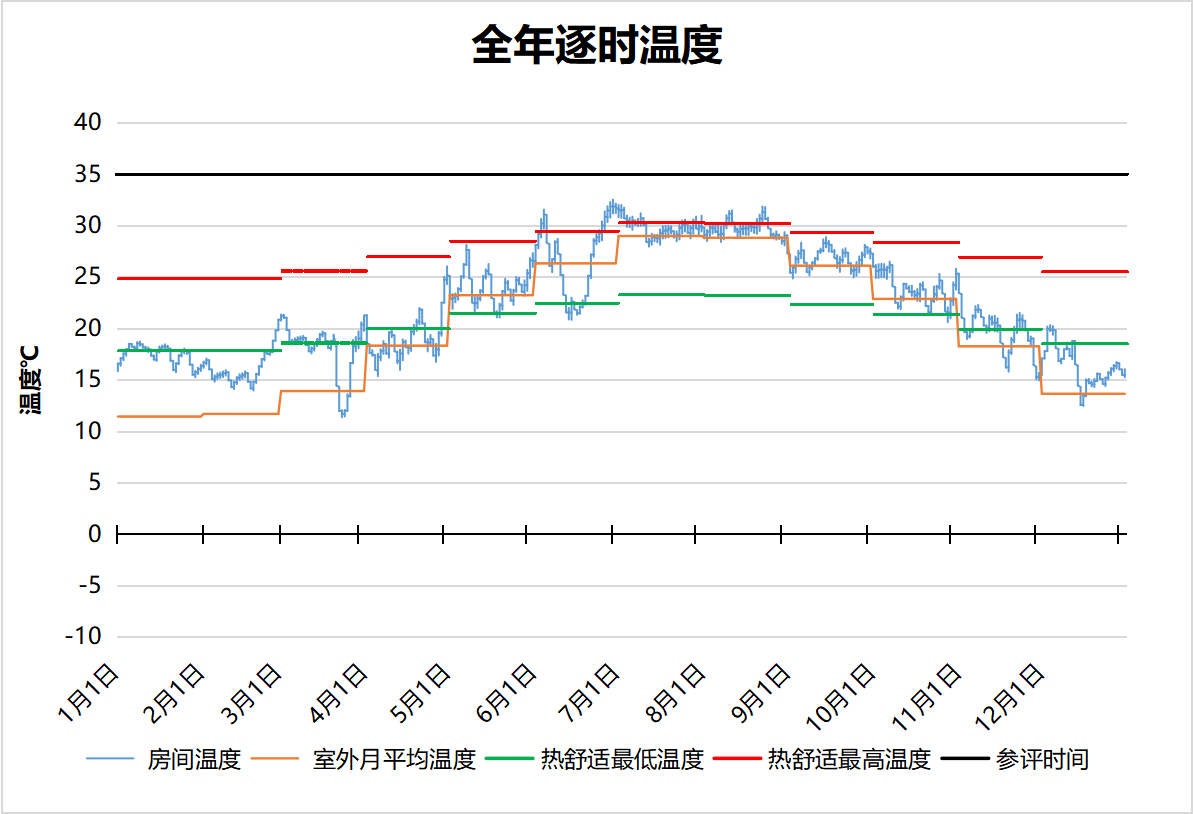 全年逐时温度
40
35
30
25
20
15
10
5
0
-5
-10
温度℃
1月1日
2月1日
3月1日
4月1日
5月1日
6月1日
7月1日
8月1日
9月1日
10月1日
11月1日
12月1日
房间温度 室外月平均温度 热舒适最低温度 热舒适最高温度 参评时间